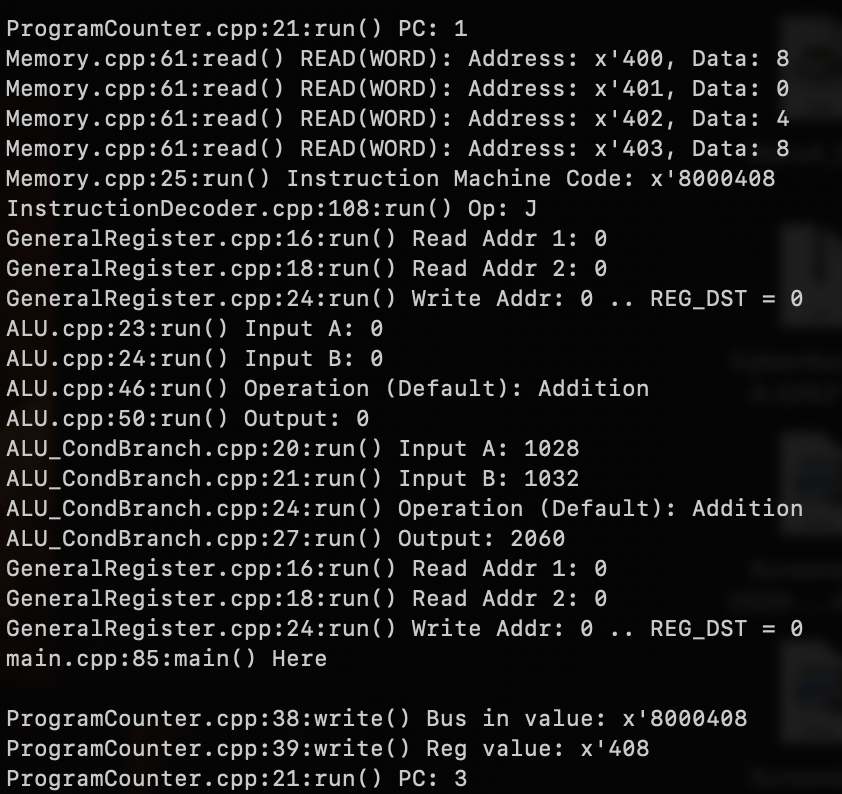 ProgramCounter.cpp:21:run() PC: 1
Memory.cpp:61:read() READ(WORD): Address: x'400, Data: 8
Memory.cpp:61:read() READ(WORD): Address: x'401, Data: 0
Memory.cpp:61:read() READ(WORD): Address: x'402, Data: 4
Memory.cpp:61:read() READ(WORD): Address: x'403, Data: 8
Memory.cpp:25:run() Instruction Machine Code: x'8000408
InstructionDecoder.cpp:108:run() Op: J
GeneralRegister.cpp:16:run() Read Addr 1: 0
GeneralRegister.cpp:18:run() Read Addr 2: 0
GeneralRegister.cpp:24:run() Write Addr: 0 .. REG_DST = 0
ALU.cpp:23:run() Input A: 0
ALU.cpp:24:run() Input B: 0
ALU.cpp:46:run() Operation (Default): Addition
ALU.cpp:50:run() Output: 0
ALU_CondBranch.cpp:20:run() Input A: 1028
ALU_CondBranch.cpp:21:run() Input B: 1032
ALU_CondBranch.cpp:24:run() Operation (Default): Addition
ALU_CondBranch.cpp:27:run() Output: 2060
GeneralRegister.cpp:16:run() Read Addr 1: 0
GeneralRegister.cpp:18:run() Read Addr 2: 0
GeneralRegister.cpp:24:run() Write Addr: 0 .. REG_DST = 0
main.cpp:85:main() Here
ProgramCounter.cpp:38:write() Bus in value: x'8000408
ProgramCounter.cpp:39:write() Reg value: x'408
ProgramCounter.cpp:21:run() PC: 3